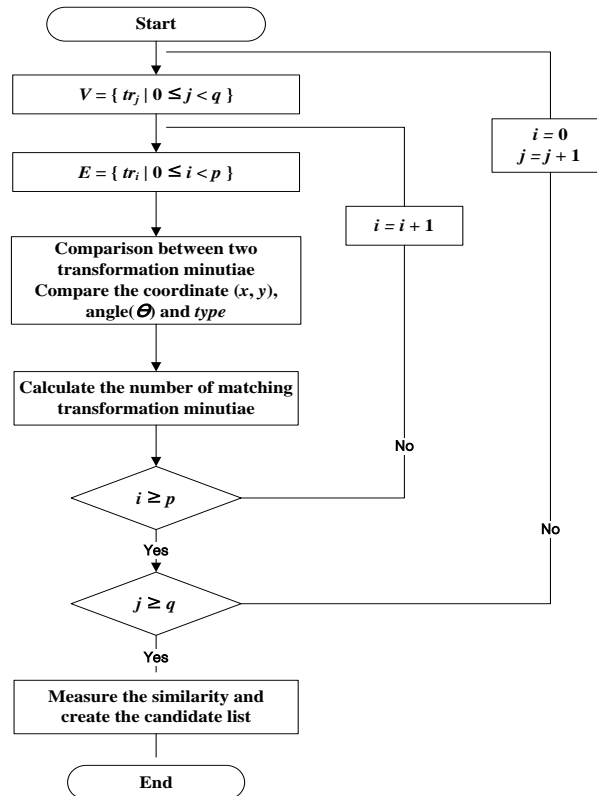 Start
V = { trj | 0 ≤ j < q }
i = 0
j = j + 1
E = { tri | 0 ≤ i < p }
i = i + 1
Comparison between two
transformation minutiae
Compare the coordinate (x, y),
angle(Θ) and type
Calculate the number of matching
transformation minutiae
No
i ≥ p
No
Yes
j ≥ q
Yes
Measure the similarity and
create the candidate list
End